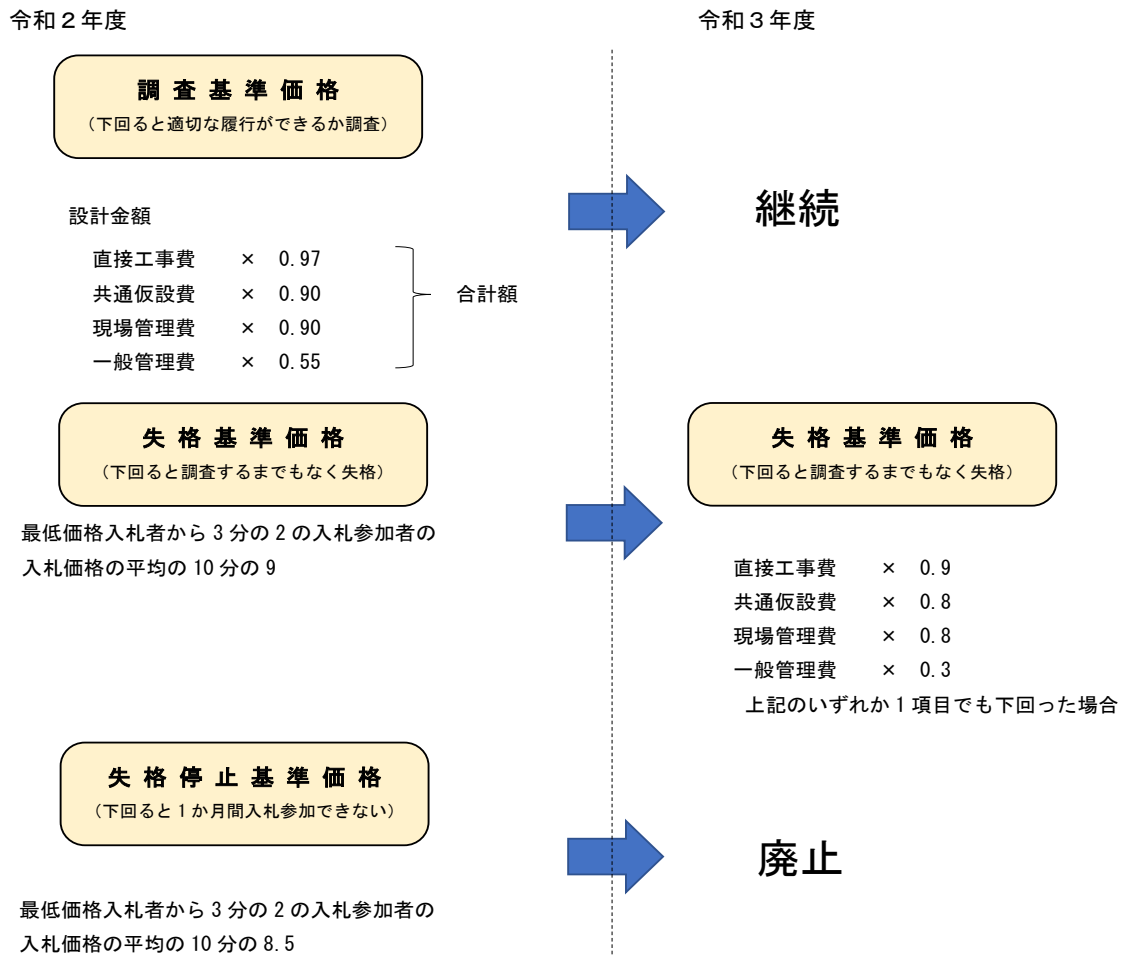 令和２年度
令和３年度
調査基準価格
（下回ると適切な履行ができるか調査）
継続
設計金額
直接工事費 × 0.97
共通仮設費 × 0.90
現場管理費 × 0.90
一般管理費 × 0.55
合計額
失格基準価格
（下回ると調査するまでもなく失格）
最低価格入札者から 3 分の 2 の入札参加者の
入札価格の平均の 10 分の 9
失格基準価格
（下回ると調査するまでもなく失格）
直接工事費 × 0.9
共通仮設費 × 0.8
現場管理費 × 0.8
一般管理費 × 0.3
上記のいずれか 1 項目でも下回った場合
失格停止基準価格
（下回ると 1 か月間入札参加できない）
廃止
最低価格入札者から 3 分の 2 の入札参加者の
入札価格の平均の 10 分の 8.5